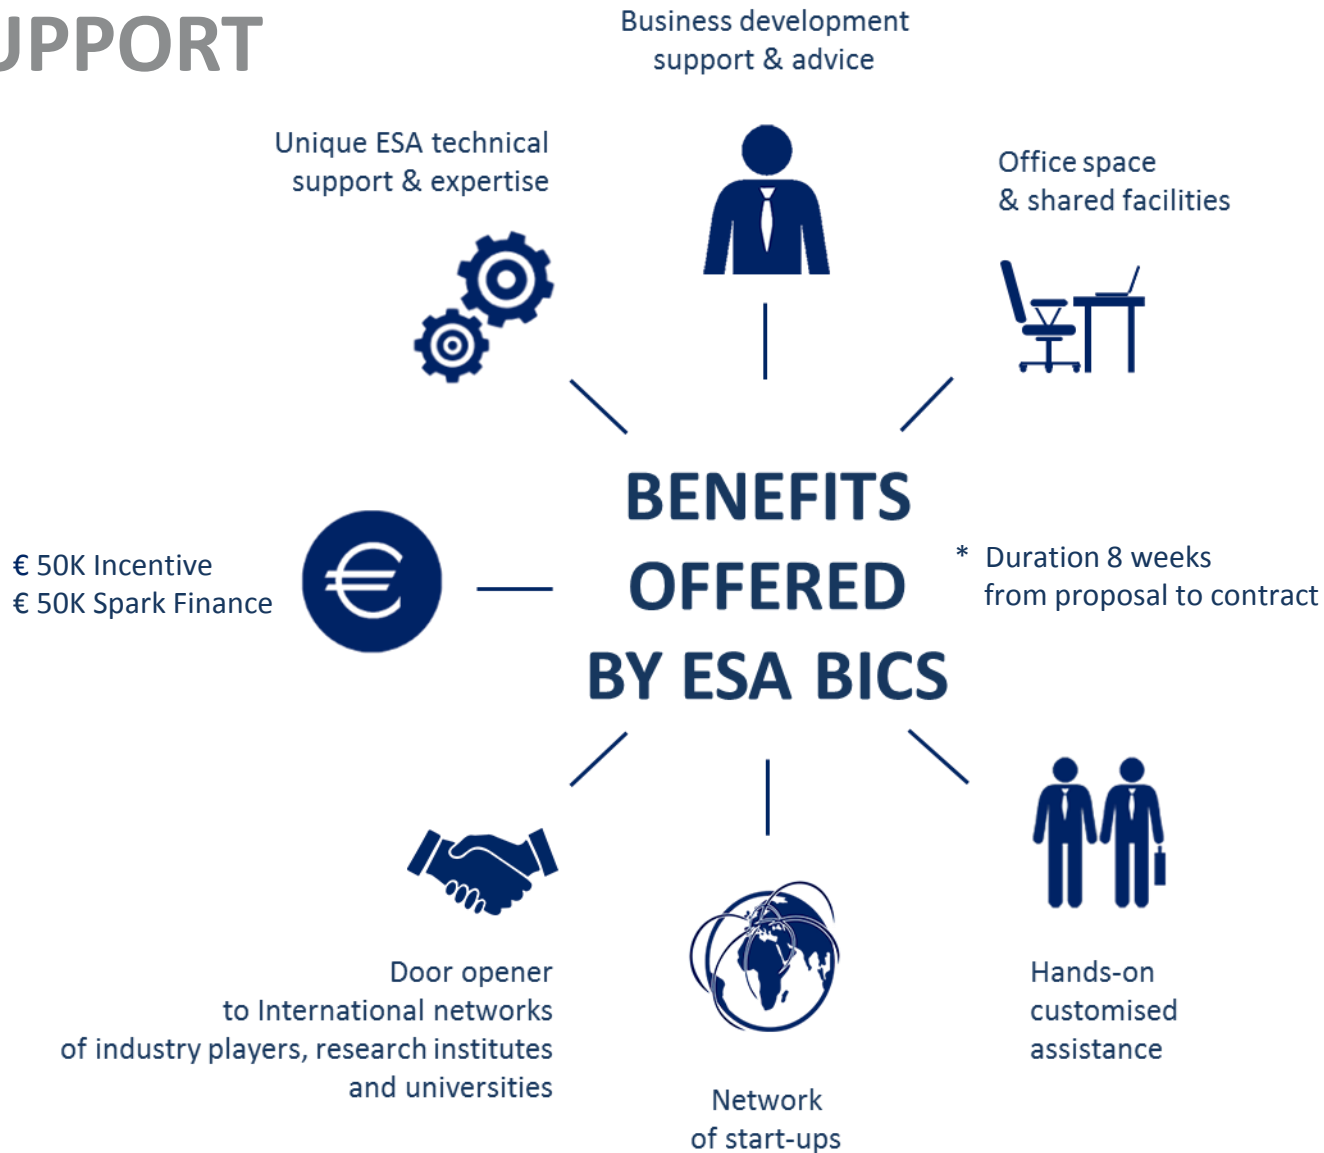 UPPORT
Business development
support & advice
Unique ESA technical
support & expertise
Office space
& shared facilities
BENEFITS
OFFERED
BY ESA BICS
€ 50K Incentive
€ 50K Spark Finance
* Duration 8 weeks
from proposal to contract
Door opener
to International networks
of industry players, research institutes
and universities
Network
of start-ups
Hands-on
customised
assistance